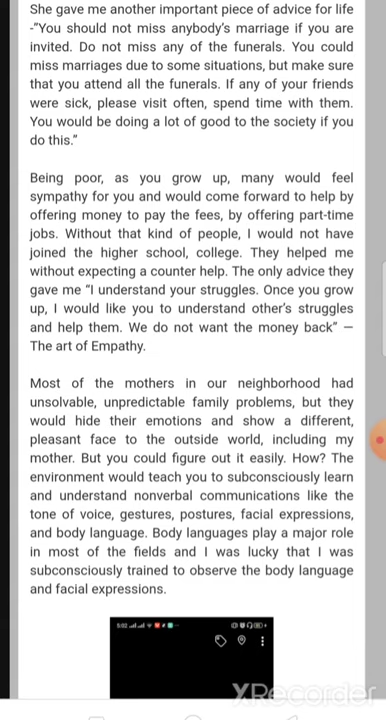 She gave me another important piece of advice for life
-"You should not miss anybody's marriage if you are
invited. Do not miss any of the funerals. You could
miss marriages due to some situations, but make sure
that you attend all the funerals. If any of your friends
were sick, please visit often, spend time with them.
You would be doing a lot of good to the society if you
do this."
Being poor, as you grow up, many would feel
sympathy for you and would come forward to help by
offering money to pay the fees, by offering part-time
jobs. Without that kind of people, I would not have
joined the higher school, college. They helped me
without expecting a counter help. The only advice they
gave me "I understand your struggles. Once you grow
up, I would like you to understand other's struggles
and help them. We do not want the money back" —
The art of Empathy.
Most of the mothers in our neighborhood had
unsolvable, unpredictable family problems, but they
would hide their emotions and show a different,
pleasant face to the outside world, including my
mother. But you could figure out it easily. How? The
environment would teach you to subconsciously learn
and understand nonverbal communications like the
tone of voice, gestures, postures, facial expressions,
and body language. Body languages play a major role
in most of the fields and I was lucky that I was
subconsciously trained to observe the body language
and facial expressions.
5:02
XRecorder